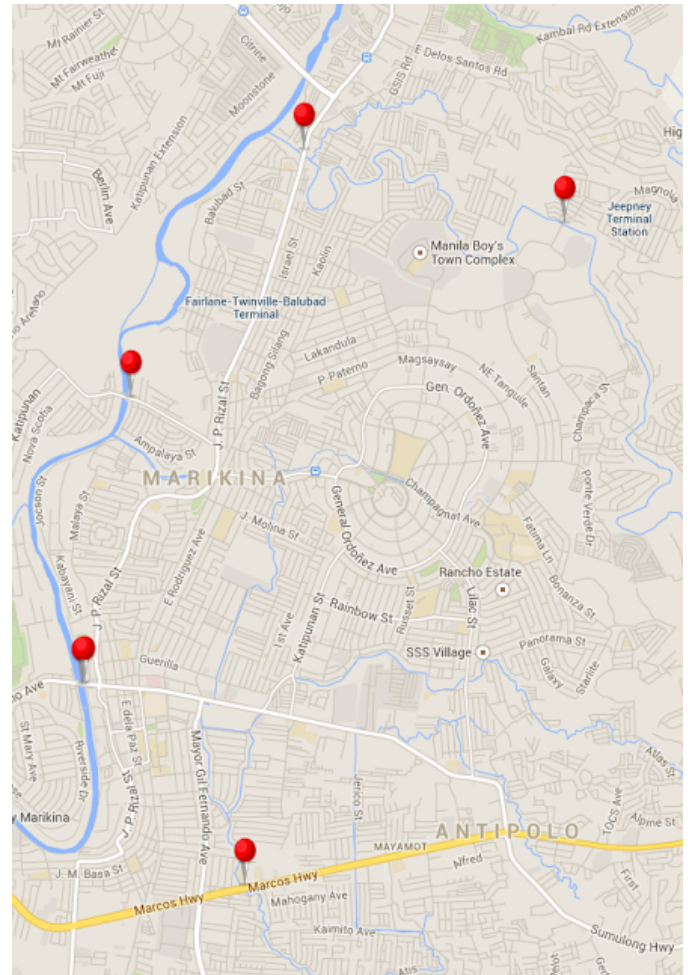 Mt Rainier St
Mt Fairweather
Mt Fuji
Citrine
Moonstone
Kambal Rd Extension
E Delos Santos Rd
GSIS Rd
Katipunan Extension
Berlin Ave
Balubad St
Israel St
Kaolin
Manila Boy's
Town Complex
Magnolia
Jeepney
Terminal
Station
Fairlane-Twinville-Balubad
Terminal
Bagong Silang
Lakandula
P. Paterno
Magsaysay
NE Tanguile
Santan
Gen. Ordoñez Ave
Champaca St
Katipunan
Nova Scotia
J. P. Rizal St
Ampalaya St
MARIKINA
Jocson St
Malaya St
J. Molina St
General Ordoñez Ave
Champagnat Ave
Ponte Verde Dr
Fatima Ln
Kabayani St
J. P. Rizal St
E Rodriguez Ave
Rancho Estate
Bonanza St
1st Ave
Katipunan St
Rainbow St
Russet St
Lilac St
SSS Village
Panorama St
Galaxy
Starlite
Guerilla
St Mary Ave
Riverside Dr
E dela Paz St
Mayor Gil Fernando Ave
Atlas St
Jerico St
ANTIPOLO
TOCS Ave
Alpine St
Marikina
J. M. Basa St
MAYAMOT
Nfred
First
Marcos Hwy
Marcos Hwy
Mahogany Ave
Kaimito Ave
Sumulong Hwy
Atis